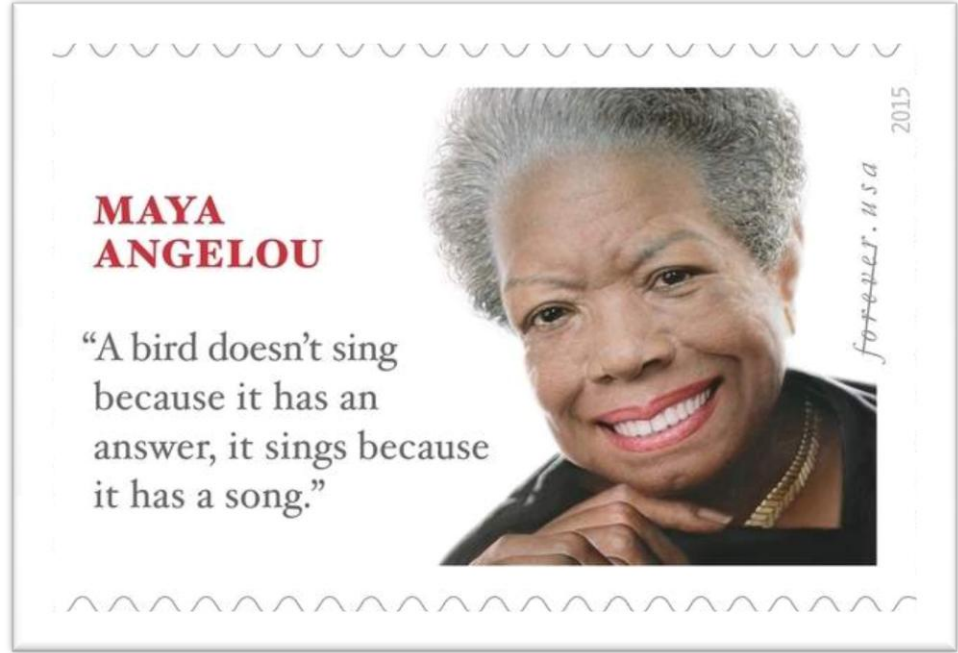 MAYA
ANGELOU
“A bird doesn’t sing
because it has an
answer, it sings because
it has a song.”
forever.usa
2015